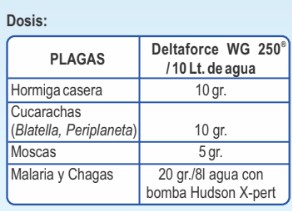 Dosis:
PLAGAS
Deltaforce WG 250®
/10 Lt. de agua
Hormiga casera
10 gr.
Cucarachas
(Blatella, Periplaneta)
10 gr.
Moscas
5 gr.
Malaria y Chagas
20 gr./8l agua con
bomba Hudson X-pert